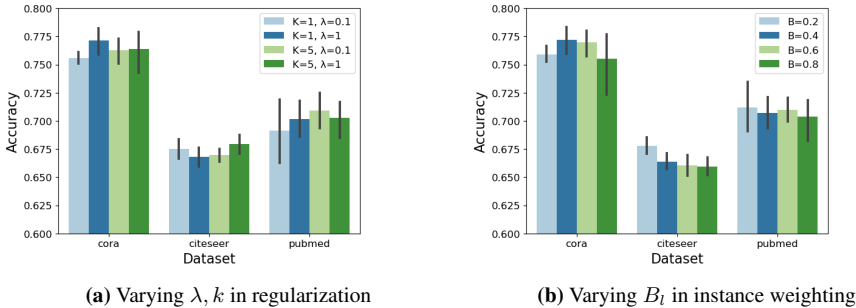 0.800
0.775
0.750
0.725
0.700
0.675
0.650
0.625
0.600
Accuracy
K=1, λ=0.1
K=1, λ=1
K=5, λ=0.1
K=5, λ=1
cora citeseer pubmed
Dataset
(a) Varying λ, k in regularization
0.800
0.775
0.750
0.725
0.700
0.675
0.650
0.625
0.600
Accuracy
B=0.2
B=0.4
B=0.6
B=0.8
cora citeseer pubmed
Dataset
(b) Varying Bl in instance weighting